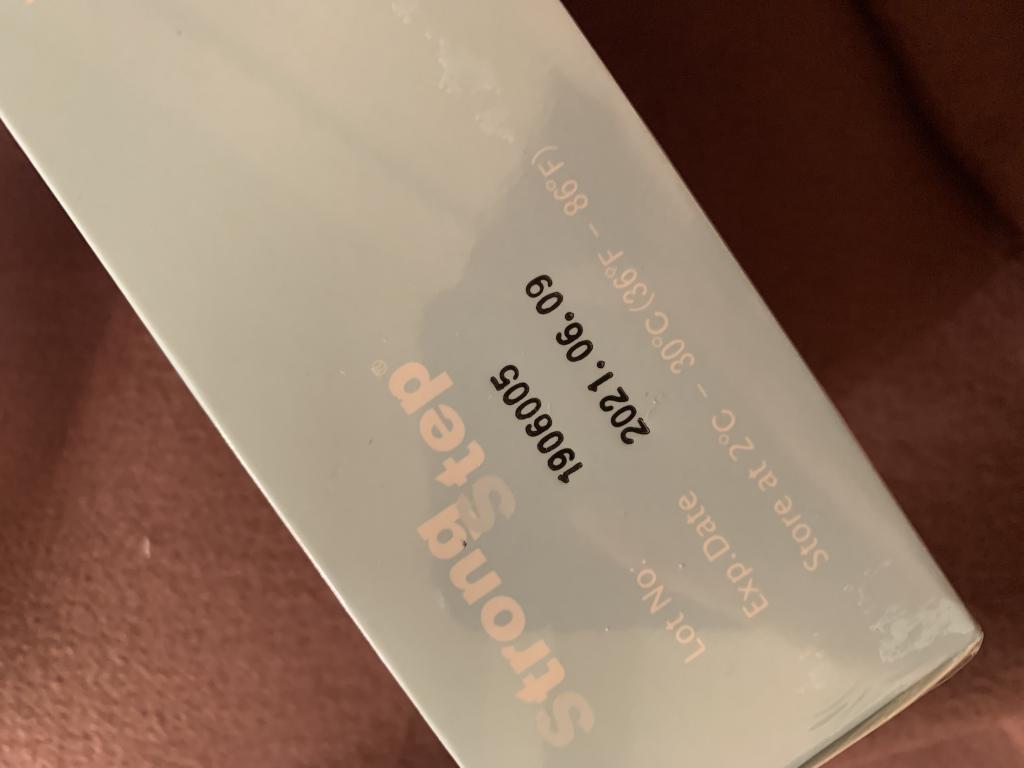 Strong Step®
Lot No. 1906005
Exp.Date 2021.06.09
Store at 2°C – 30°C (36°F – 86°F)